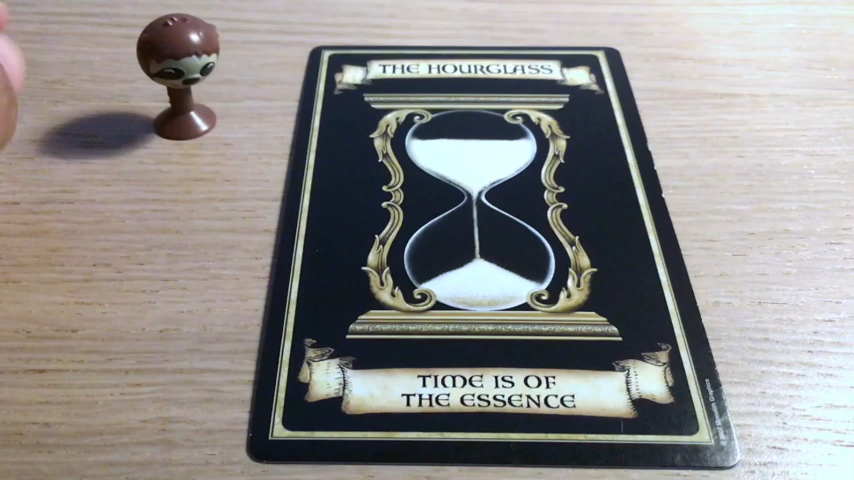 THE HOURGLASS
TIME IS OF
THE ESSENCE